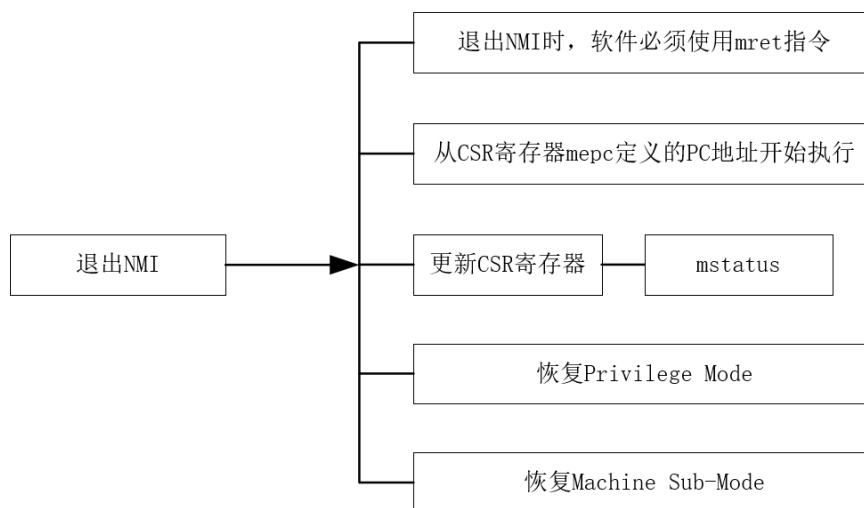 退出NMI时，软件必须使用mret指令
从CSR寄存器mepc定义的PC地址开始执行
退出NMI
更新CSR寄存器
mstatus
恢复Privilege Mode
恢复Machine Sub-Mode